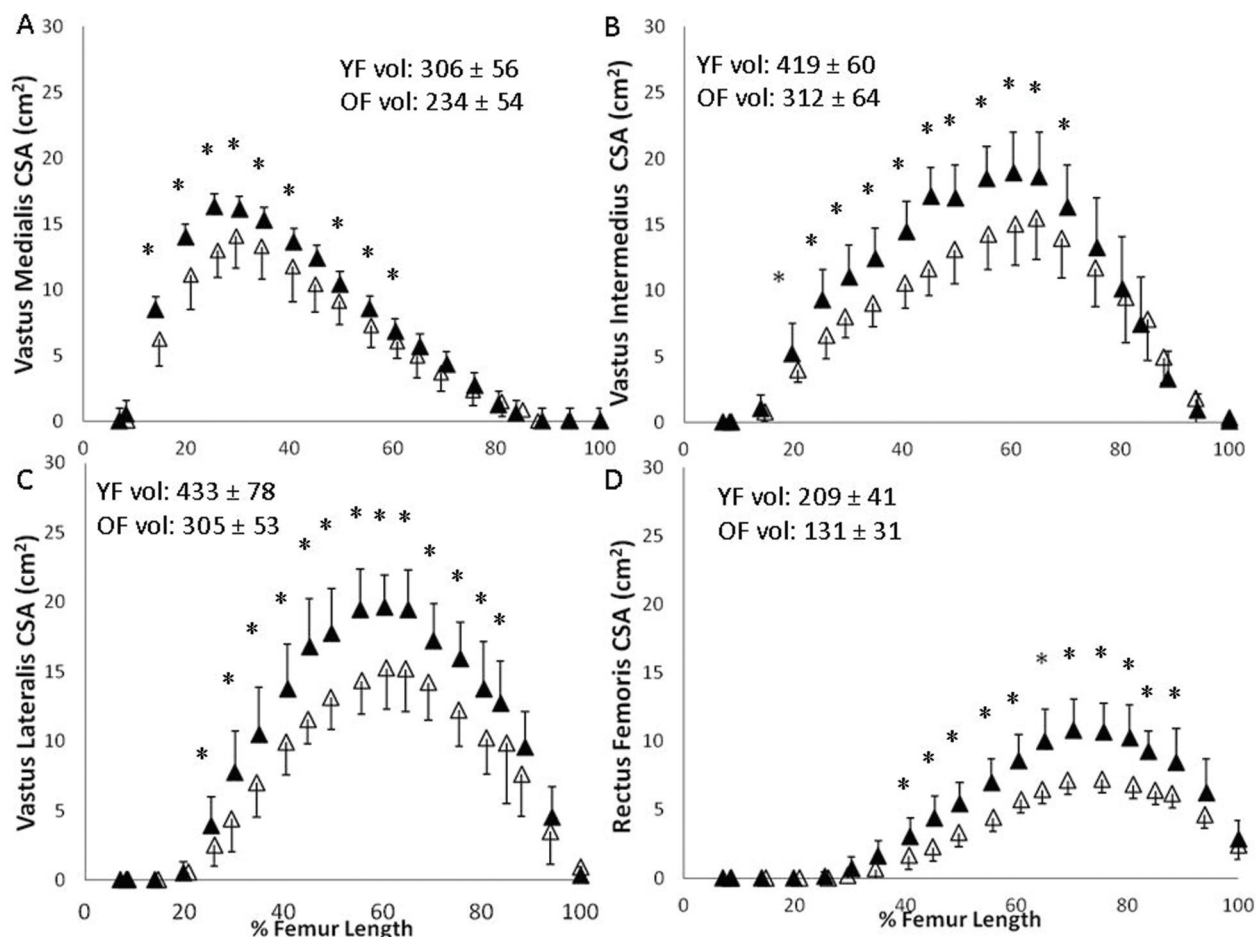 A
Vastus Medialis CSA (cm²)
30
25
20
15
10
5
0
YF vol: 306 ± 56
OF vol: 234 ± 54
* * * * * * * * *
0 20 40 60 80 100
B
Vastus Intermedius CSA (cm²)
30
25
20
15
10
5
0
YF vol: 419 ± 60
OF vol: 312 ± 64
* * * * * * * * * * *
0 20 40 60 80 100
C
Vastus Lateralis CSA (cm²)
30
25
20
15
10
5
0
YF vol: 433 ± 78
OF vol: 305 ± 53
* * * * * * * * * * * * *
0 20 40 60 80 100
% Femur Length
D
Rectus Femoris CSA (cm²)
30
25
20
15
10
5
0
YF vol: 209 ± 41
OF vol: 131 ± 31
* * * * * * * * * * *
0 20 40 60 80 100
% Femur Length